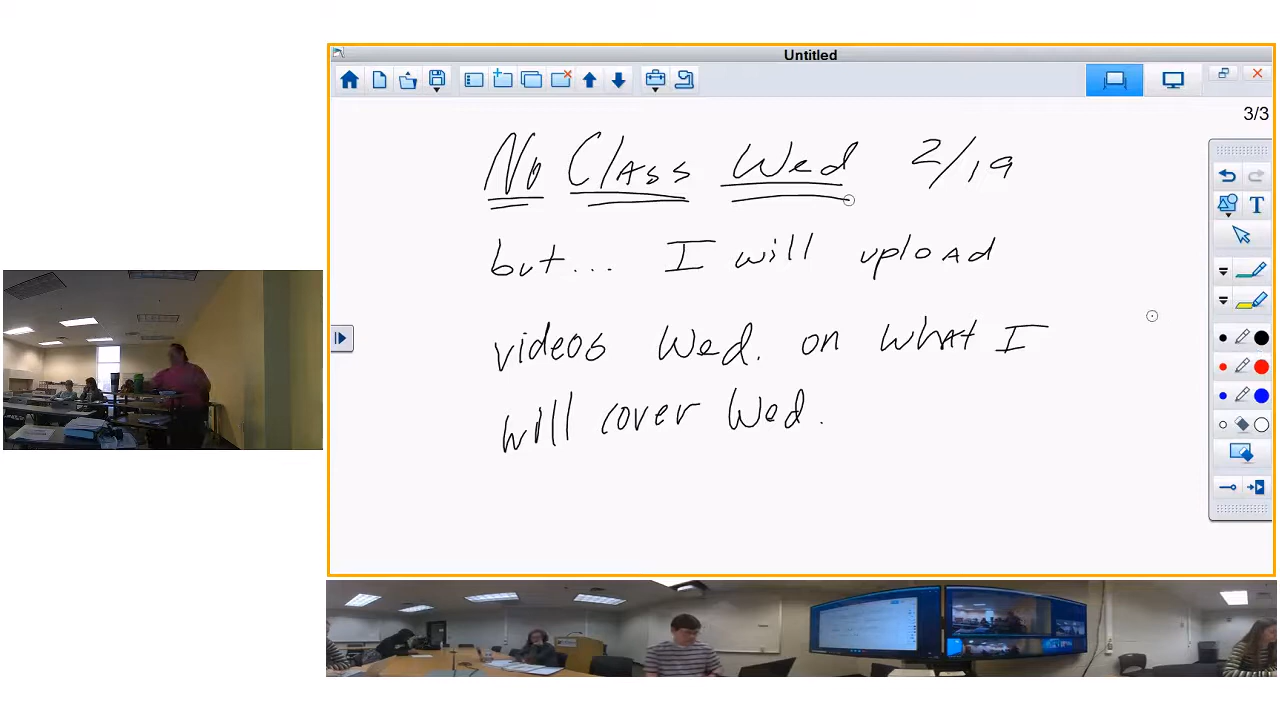 Untitled
3/3
No Class Wed 2/19
but... I will upload
videos Wed. on what I
will cover Wed.
T